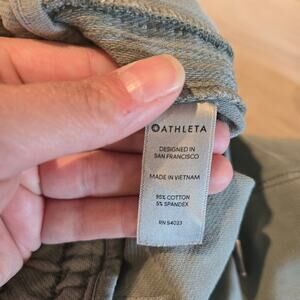 ATHLETA
DESIGNED IN
SAN FRANCISCO
MADE IN VIETNAM
95% COTTON
5% SPANDEX
RN 54023